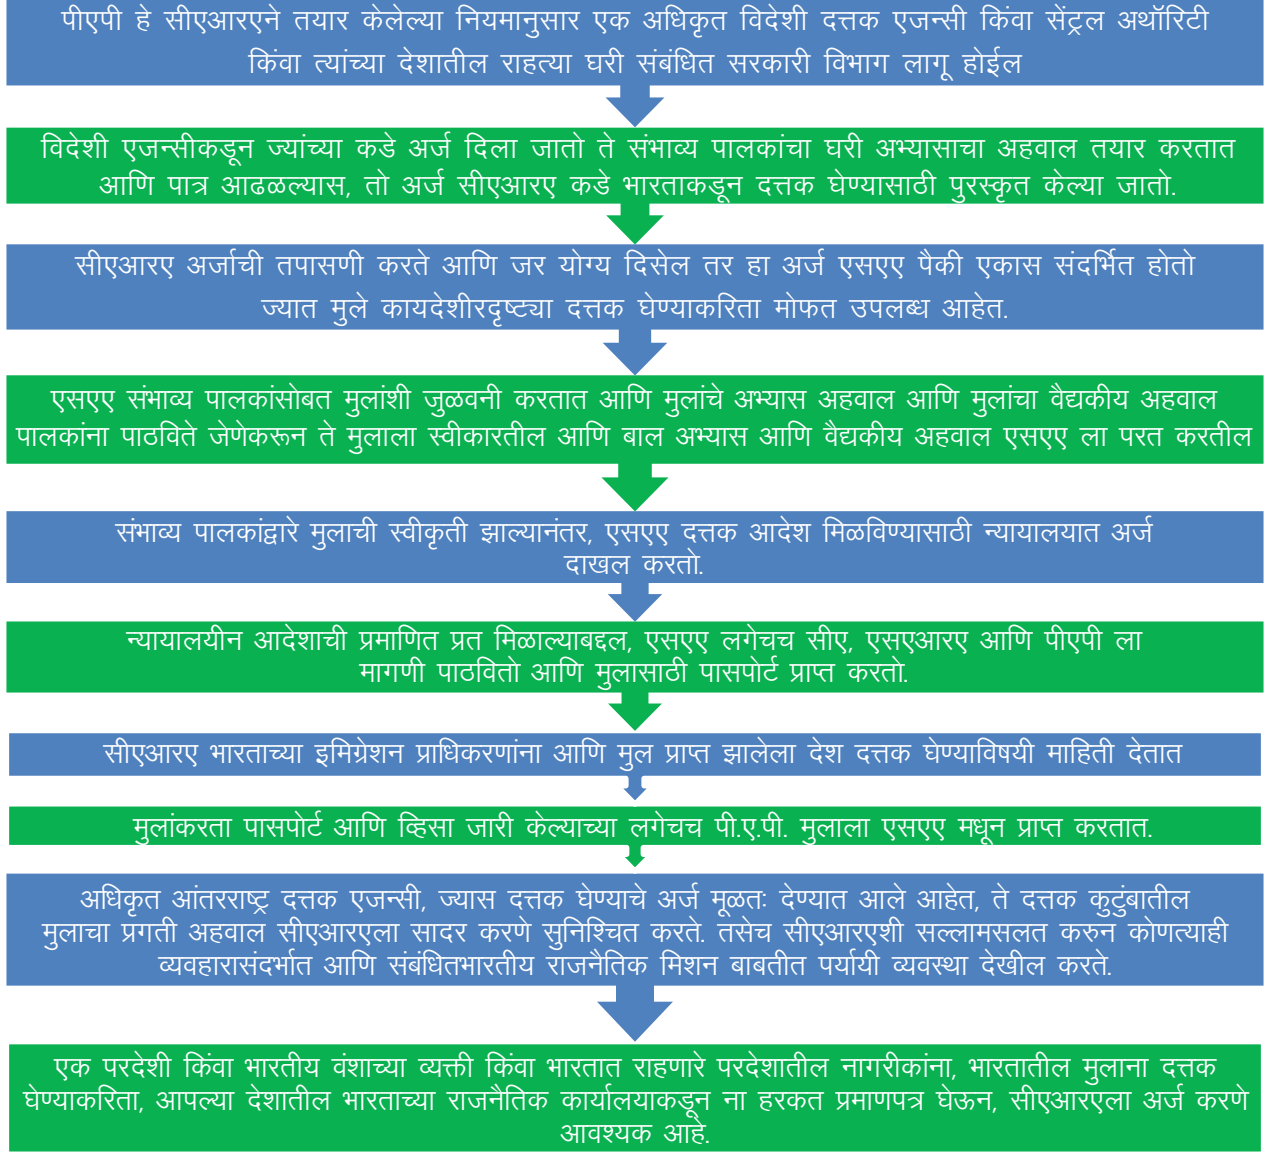 पीएपी हे सीएआरएने तयार केलेल्या नियमानुसार एक अधिकृत विदेशी दत्तक एजन्सी किंवा सेंट्रल अथॉरिटी
किंवा त्यांच्या देशातील राहत्या घरी संबंधित सरकारी विभाग लागू होईल
विदेशी एजन्सीकडून ज्यांच्या कडे अर्ज दिला जातो ते संभाव्य पालकांचा घरी अभ्यासाचा अहवाल तयार करतात
आणि पात्र आढळल्यास, तो अर्ज सीएआरए कडे भारताकडून दत्तक घेण्यासाठी पुरस्कृत केल्या जातो.
सीएआरए अर्जाची तपासणी करते आणि जर योग्य दिसेल तर हा अर्ज एसएए पैकी एकास संदर्भित होतो
ज्यात मुले कायदेशीरदृष्ट्या दत्तक घेण्याकरिता मोफत उपलब्ध आहेत.
एसएए संभाव्य पालकांसोबत मुलांशी जुळवनी करतात आणि मुलांचे अभ्यास अहवाल आणि मुलांचा वैद्यकीय अहवाल
पालकांना पाठविते जेणेकरून ते मुलाला स्वीकारतील आणि बाल अभ्यास आणि वैद्यकीय अहवाल एसएए ला परत करतील
संभाव्य पालकांद्वारे मुलाची स्वीकृती झाल्यानंतर, एसएए दत्तक आदेश मिळविण्यासाठी न्यायालयात अर्ज
दाखल करतो.
न्यायालयीन आदेशाची प्रमाणित प्रत मिळाल्याबद्दल, एसएए लगेचच सीए, एसएआरए आणि पीएपी ला
मागणी पाठवितो आणि मुलासाठी पासपोर्ट प्राप्त करतो.
सीएआरए भारताच्या इमिग्रेशन प्राधिकरणांना आणि मुल प्राप्त झालेला देश दत्तक घेण्याविषयी माहिती देतात
मुलांकरता पासपोर्ट आणि व्हिसा जारी केल्याच्या लगेचच पी.ए.पी. मुलाला एसएए मधून प्राप्त करतात.
अधिकृत आंतरराष्ट्र दत्तक एजन्सी, ज्यास दत्तक घेण्याचे अर्ज मूळतः देण्यात आले आहेत, ते दत्तक कुटुंबातील
मुलाचा प्रगती अहवाल सीएआरएला सादर करणे सुनिश्चित करते. तसेच सीएआरएशी सल्लामसलत करुन कोणत्याही
व्यवहारासंदर्भात आणि संबंधितभारतीय राजनैतिक मिशन बाबतीत पर्यायी व्यवस्था देखील करते.
एक परदेशी किंवा भारतीय वंशाच्या व्यक्ती किंवा भारतात राहणारे परदेशातील नागरीकांना, भारतातील मुलाना दत्तक
घेण्याकरिता, आपल्या देशातील भारताच्या राजनैतिक कार्यालयाकडून ना हरकत प्रमाणपत्र घेऊन, सीएआरएला अर्ज करणे
आवश्यक आहे.